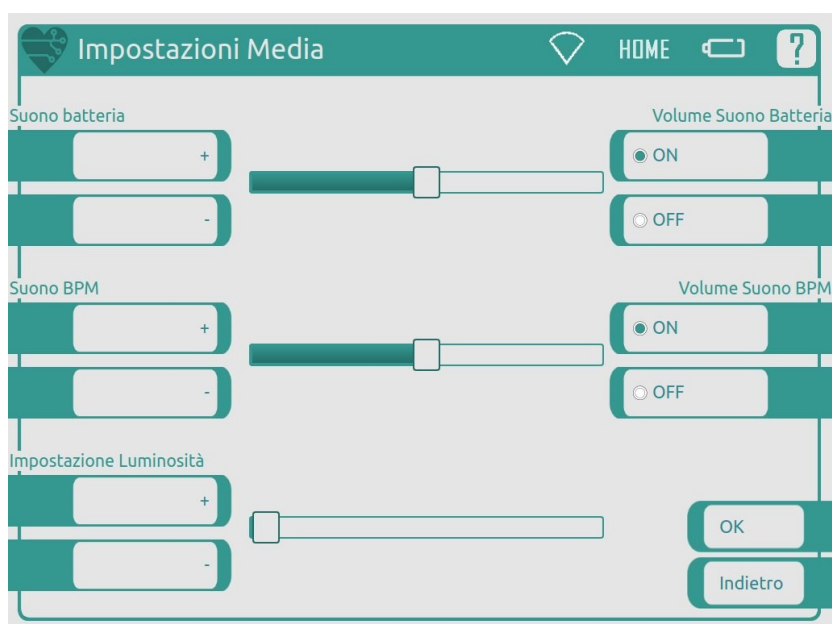 Impostazioni Media
HOME
?
Suono batteria
Volume Suono Batteria
+
ON
-
OFF
Suono BPM
Volume Suono BPM
+
ON
-
OFF
Impostazione Luminosità
+
OK
-
Indietro